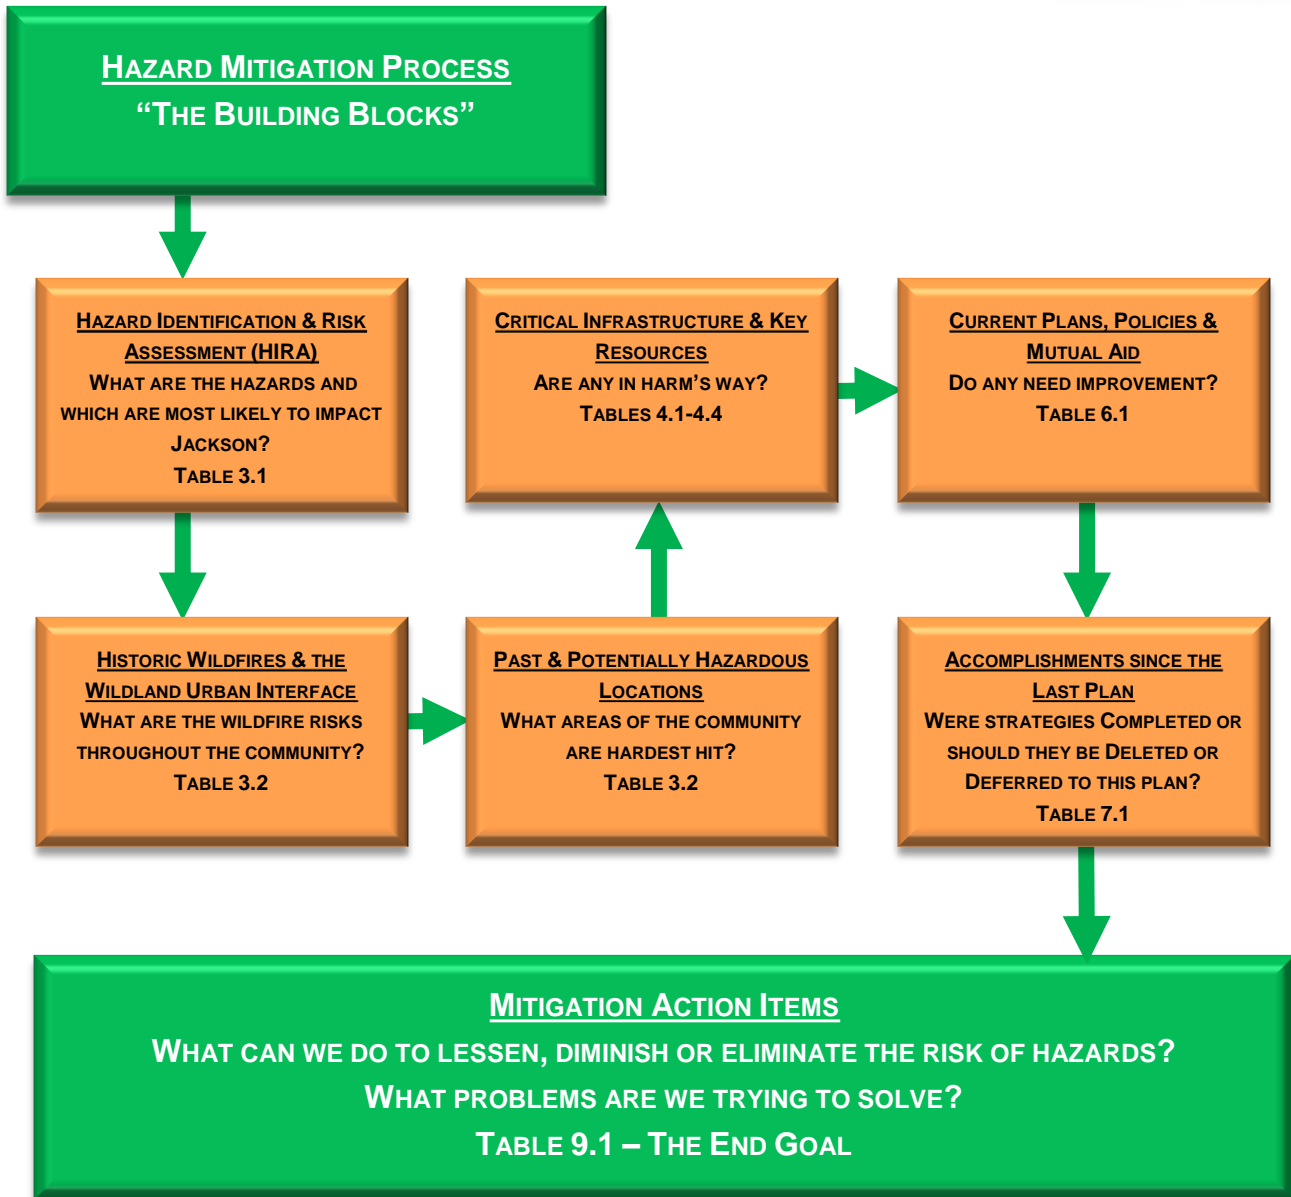 HAZARD MITIGATION PROCESS
“THE BUILDING BLOCKS”
HAZARD IDENTIFICATION & RISK
ASSESSMENT (HIRA)
WHAT ARE THE HAZARDS AND
WHICH ARE MOST LIKELY TO IMPACT
JACKSON?
TABLE 3.1
HISTORIC WILDFIRES & THE
WILDLAND URBAN INTERFACE
WHAT ARE THE WILDFIRE RISKS
THROUGHOUT THE COMMUNITY?
TABLE 3.2
PAST & POTENTIALLY HAZARDOUS
LOCATIONS
WHAT AREAS OF THE COMMUNITY
ARE HARDEST HIT?
TABLE 3.2
CRITICAL INFRASTRUCTURE & KEY
RESOURCES
ARE ANY IN HARM’S WAY?
TABLES 4.1-4.4
CURRENT PLANS, POLICIES &
MUTUAL AID
DO ANY NEED IMPROVEMENT?
TABLE 6.1
ACCOMPLISHMENTS SINCE THE
LAST PLAN
WERE STRATEGIES COMPLETED OR
SHOULD THEY BE DELETED OR
DEFERRED TO THIS PLAN?
TABLE 7.1
MITIGATION ACTION ITEMS
WHAT CAN WE DO TO LESSEN, DIMINISH OR ELIMINATE THE RISK OF HAZARDS?
WHAT PROBLEMS ARE WE TRYING TO SOLVE?
TABLE 9.1 – THE END GOAL